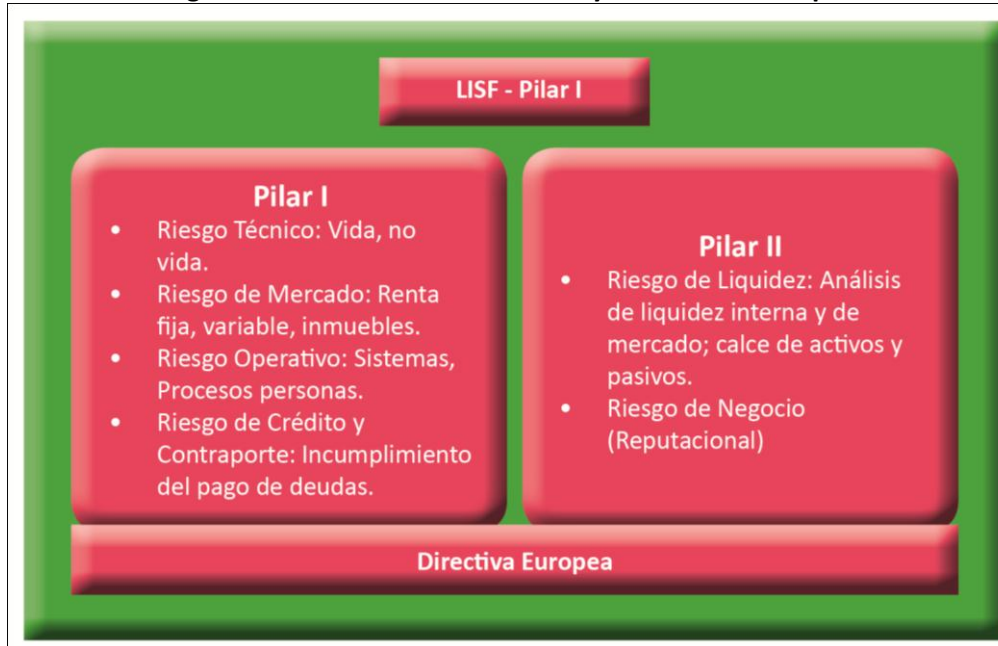 LISF - Pilar I
Pilar I
• Riesgo Técnico: Vida, no
vida.
• Riesgo de Mercado: Renta
fija, variable, inmuebles.
• Riesgo Operativo: Sistemas,
Procesos personas.
• Riesgo de Crédito y
Contraporte: Incumplimiento
del pago de deudas.
Pilar II
• Riesgo de Liquidez: Análisis
de liquidez interna y de
mercado; calce de activos y
pasivos.
• Riesgo de Negocio
(Reputacional)
Directiva Europea